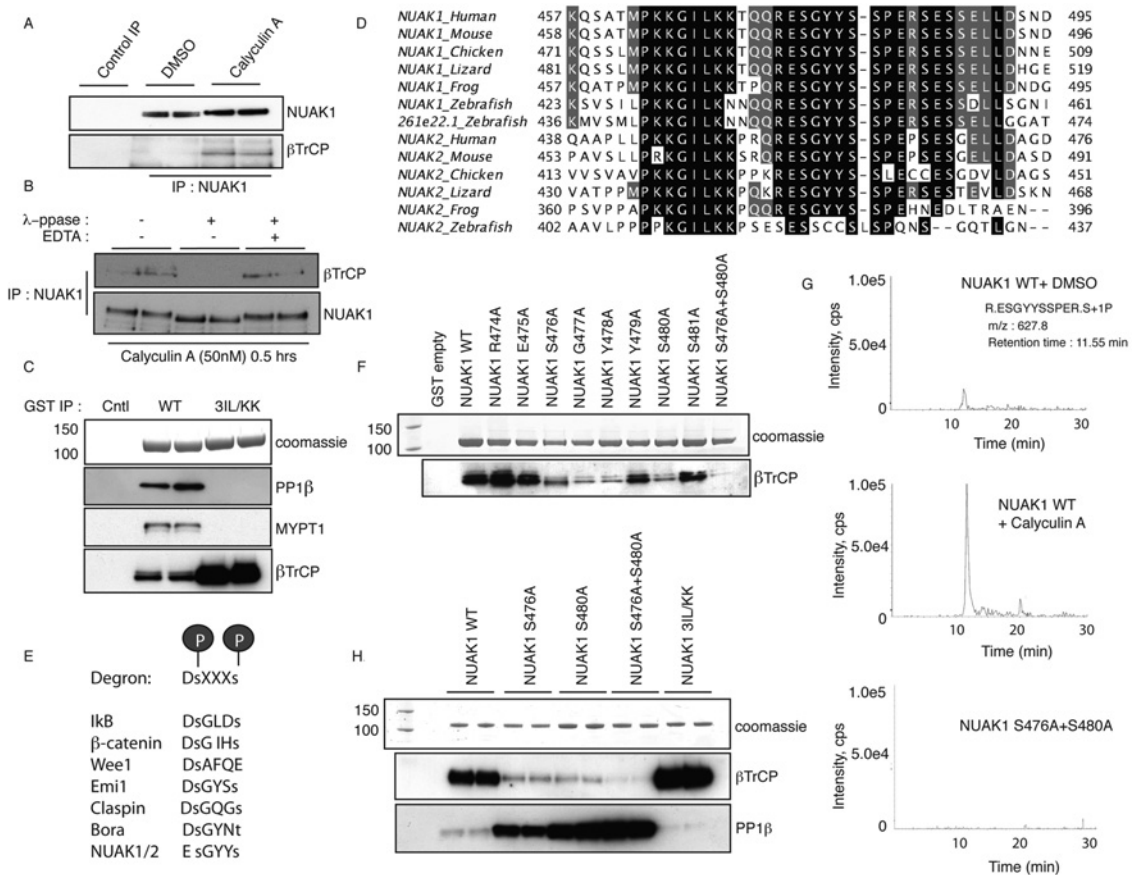 A
Control IP
DMSO
Calyculin A
NUAK1
βTrCP
IP : NUAK1
B
λ-ppase : - + +
EDTA : - - +
IP : NUAK1
βTrCP
NUAK1
Calyculin A (50nM) 0.5 hrs
C
GST IP : Cntl WT 3IL/KK
150
100
coomassie
PP1β
MYPT1
βTrCP
D
NUAK1_Human 457 KQSATMPKKGILKKTQQRESGYYS-SPERSESSELLDSND 495
NUAK1_Mouse 458 KQSATMPKKGILKKTQQRESGYYS-SPERSESSELLDSND 496
NUAK1_Chicken 471 KQSSLMPKKGILKKTQQRESGYYS-SPERSESSELLDNNE 509
NUAK1_Lizard 481 KQSSLMPKKGILKKTQQRESGYYS-SPERSESSELLDHGE 519
NUAK1_Frog 457 KQSATMPKKGILKKTPQRESGYYS-SPERSESSELLDSNG 495
NUAK1_Zebrafish 423 KSVSILPKKGILKNNQQRESGYYS-SPERSESSDLLSGNI 461
261e22.1_Zebrafish 436 KMVSMLPKKGILKNNQQRESGYYS-SPERSESSELLGGAT 474
NUAK2_Human 438 QAAPLLPKKGILKKPRQRESGYYS-SPEPSESGELLDAGD 476
NUAK2_Mouse 453 PAVSLLPRKGILKKSRQRESGYYS-SPEPSESGELLDASD 491
NUAK2_Chicken 413 VVSVAVPKKGILKKPPKRESGYYS-SLECCESGDVLDAGS 451
NUAK2_Lizard 430 VATPPMPKKGILKKPQKRESGYYS-SPERSESTEVLDSKN 468
NUAK2_Frog 360 PSVPPAPKKGILKKPQQRESGYYS-SPEHNEDLTRAEN-- 396
NUAK2_Zebrafish 402 AAVLPPPKKGILKKPSESESSCCSLSPQNS--GQTLGN-- 437
E
P P
Degron: DsXXXs
IkB DsGLDs
β-catenin DsGIHs
Wee1 DsAFQE
Emi1 DsGYSs
Claspin DsGQGs
Bora DsGYNt
NUAK1/2 EsGYYs
F
GST empty
NUAK1 WT
NUAK1 R474A
NUAK1 E475A
NUAK1 S476A
NUAK1 G477A
NUAK1 Y478A
NUAK1 Y479A
NUAK1 S480A
NUAK1 S481A
NUAK1 S476A+S480A
150
100
coomassie
βTrCP
G
NUAK1 WT+ DMSO
R.ESGYYSSPER.S+1P
m/z : 627.8
Retention time : 11.55 min
Intensity, cps
1.0e5
5.0e4
0
10 20 30
Time (min)
NUAK1 WT
+ Calyculin A
Intensity, cps
1.0e5
5.0e4
0
10 20 30
Time (min)
NUAK1 S476A+S480A
Intensity, cps
1.0e5
5.0e4
0
10 20 30
Time (min)
H.
NUAK1 WT
NUAK1 S476A
NUAK1 S480A
NUAK1 S476A+S480A
NUAK1 3IL/KK
150
100
coomassie
βTrCP
PP1β